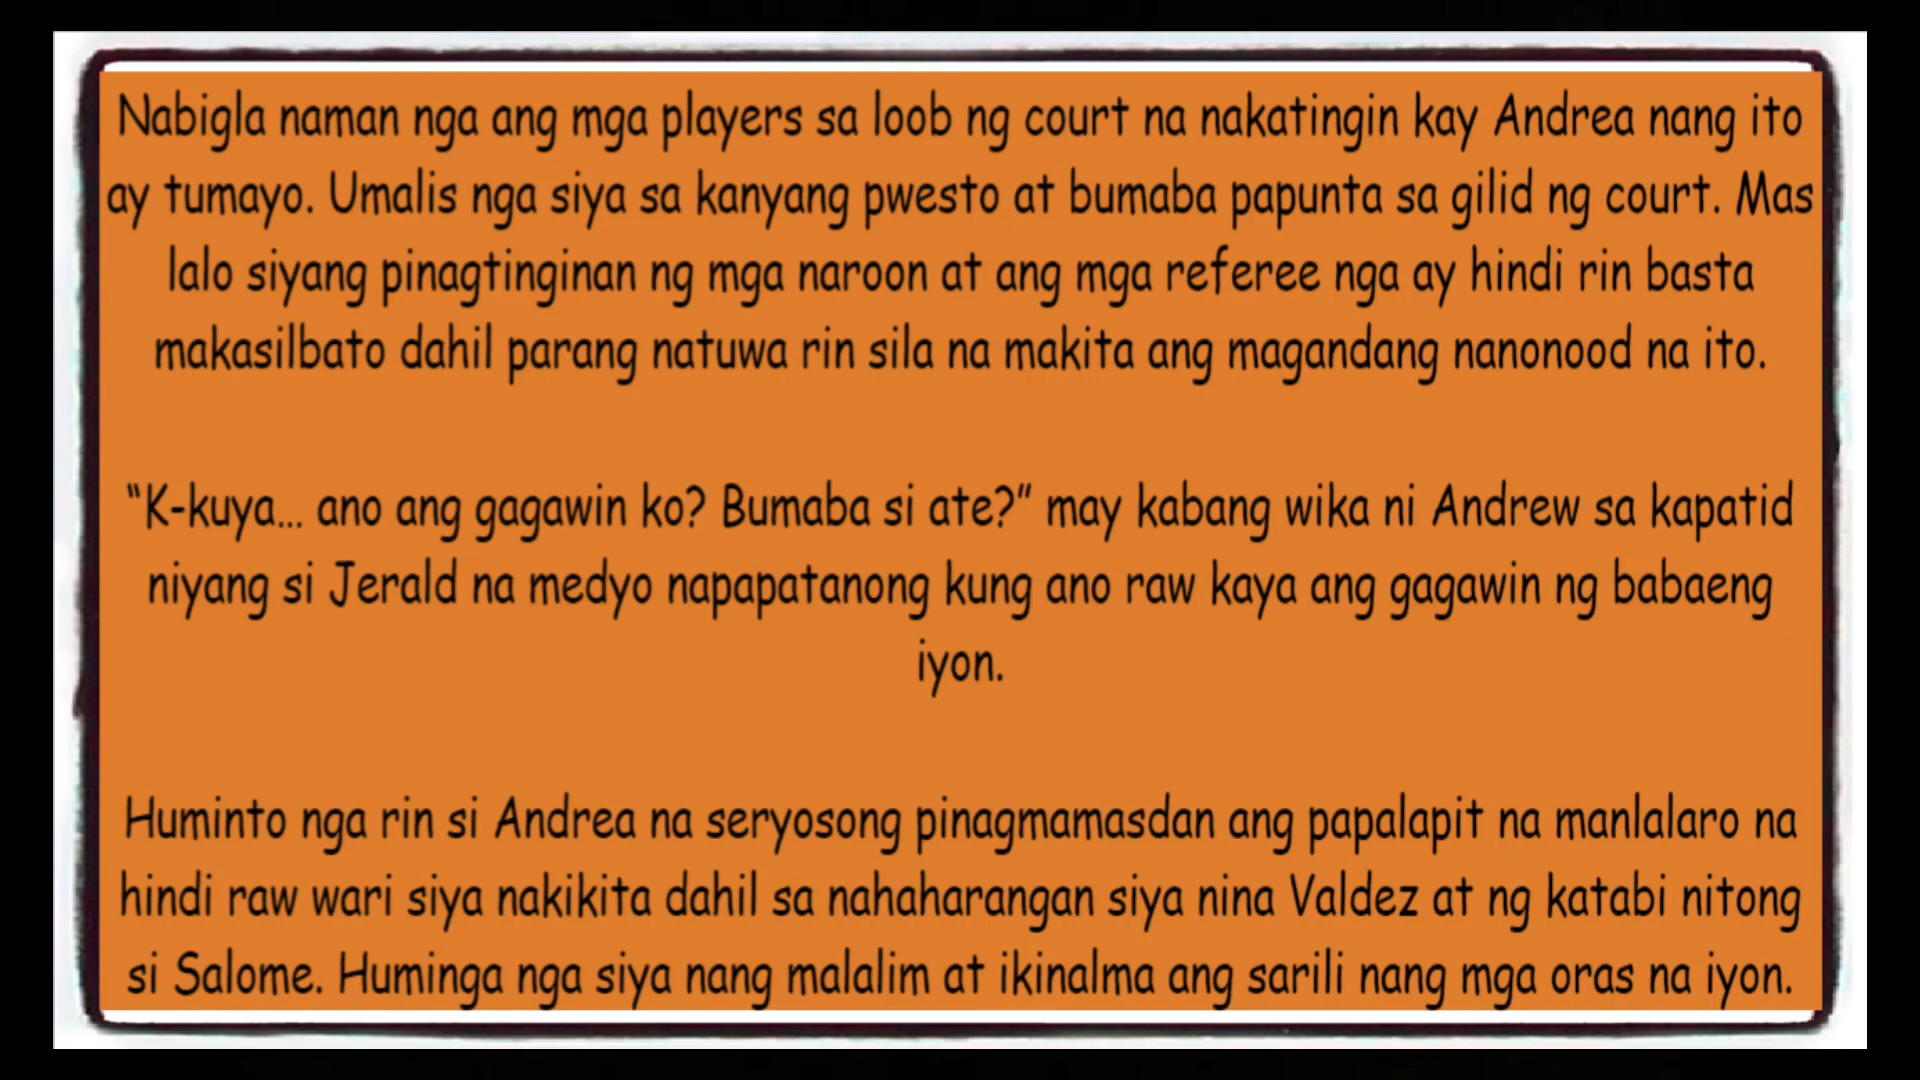 Nabigla naman nga ang mga players sa loob ng court na nakatingin kay Andrea nang ito
ay tumayo. Umalis nga siya sa kanyang pwesto at bumaba papunta sa gilid ng court. Mas
lalo siyang pinagtinginan ng mga naroon at ang mga referee nga ay hindi rin basta
makasilbato dahil parang natuwa rin sila na makita ang magandang nanonood na ito.
“K-kuya... ano ang gagawin ko? Bumaba si ate?” may kabang wika ni Andrew sa kapatid
niyang si Jerald na medyo napapatanong kung ano raw kaya ang gagawin ng babaeng
iyon.
Huminto nga rin si Andrea na seryosong pinagmamasdan ang papalapit na manlalaro na
hindi raw wari siya nakikita dahil sa nahaharangan siya nina Valdez at ng katabi nitong
si Salome. Huminga nga siya nang malalim at ikinalma ang sarili nang mga oras na iyon.